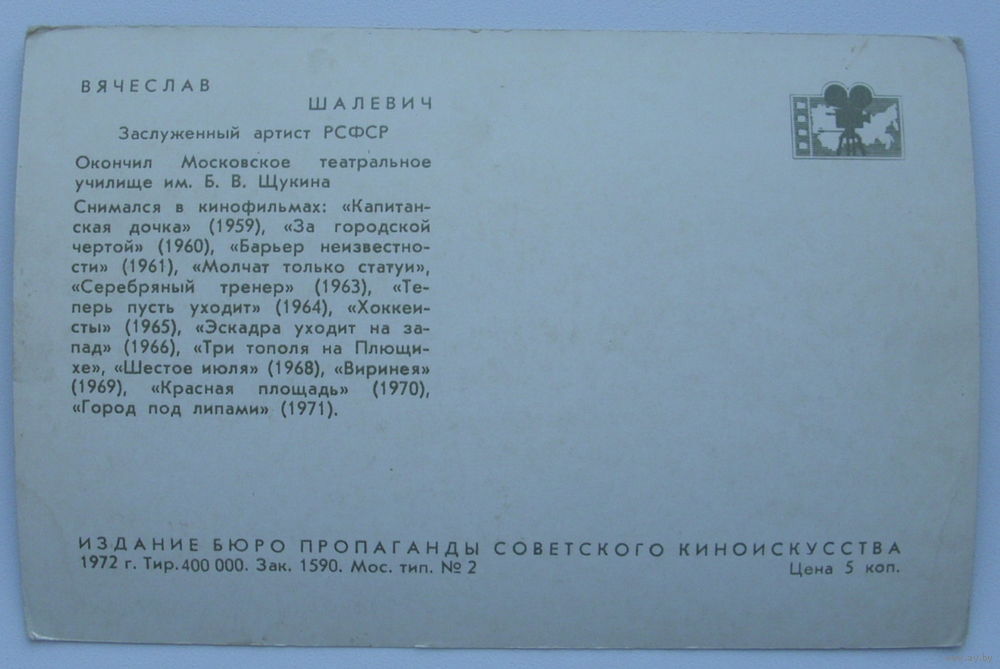 ВЯЧЕСЛАВ
ШАЛЕВИЧ
Заслуженный артист РСФСР
Окончил Московское театральное
училище им. Б. В. Щукина
Снимался в кинофильмах: «Капитан-
ская дочка» (1959), «За городской
чертой» (1960), «Барьер неизвестно-
сти» (1961), «Молчат только статуи»,
«Серебряный тренер» (1963), «Те-
перь пусть уходит» (1964), «Хоккеи-
сты» (1965), «Эскадра уходит на за-
пад» (1966), «Три тополя на Плющи-
хе», «Шестое июля» (1968), «Виринея»
(1969), «Красная площадь» (1970),
«Город под липами» (1971).
ИЗДАНИЕ БЮРО ПРОПАГАНДЫ СОВЕТСКОГО КИНОИСКУССТВА
1972 г. Тир. 400 000. Зак. 1590. Мос. тип. № 2
Цена 5 коп.